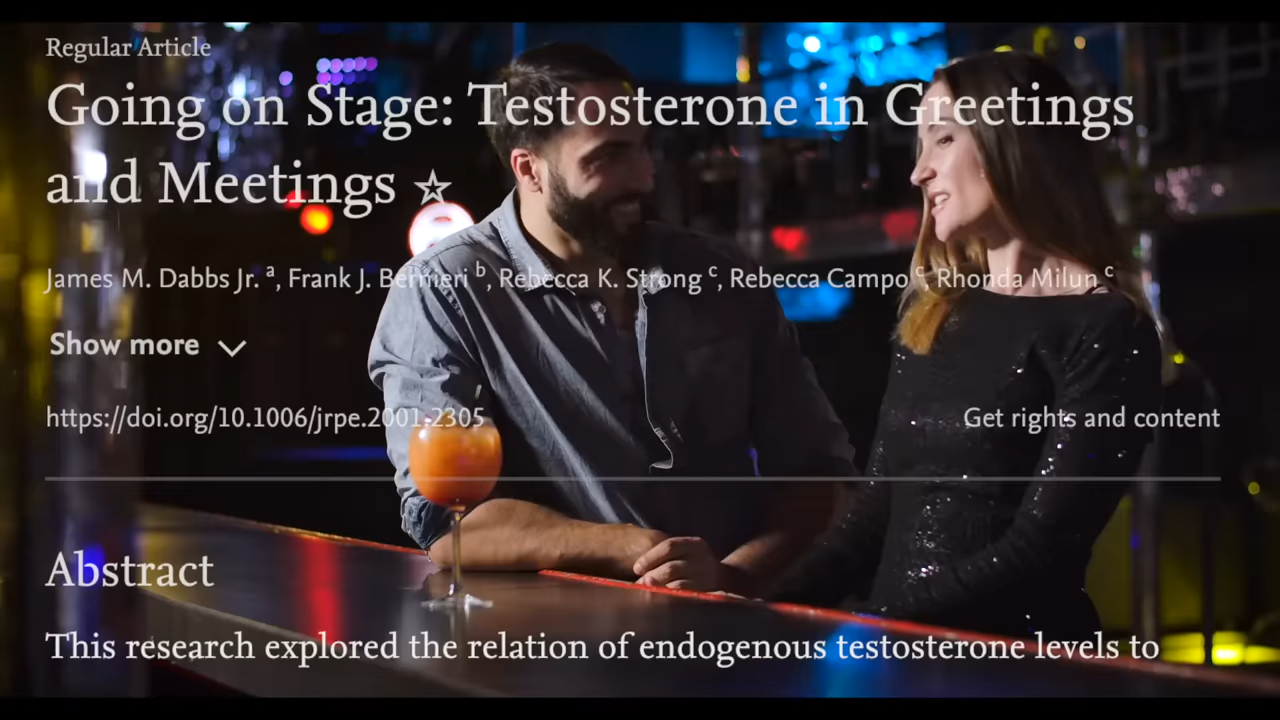 Regular Article
Going on Stage: Testosterone in Greetings
and Meetings ☆
James M. Dabbs Jr. a, Frank J. Bernieri b, Rebecca K. Strong c, Rebecca Campo c, Rhonda Milun c
Show more
https://doi.org/10.1006/jrpe.2001.2305
Get rights and content
Abstract
This research explored the relation of endogenous testosterone levels to